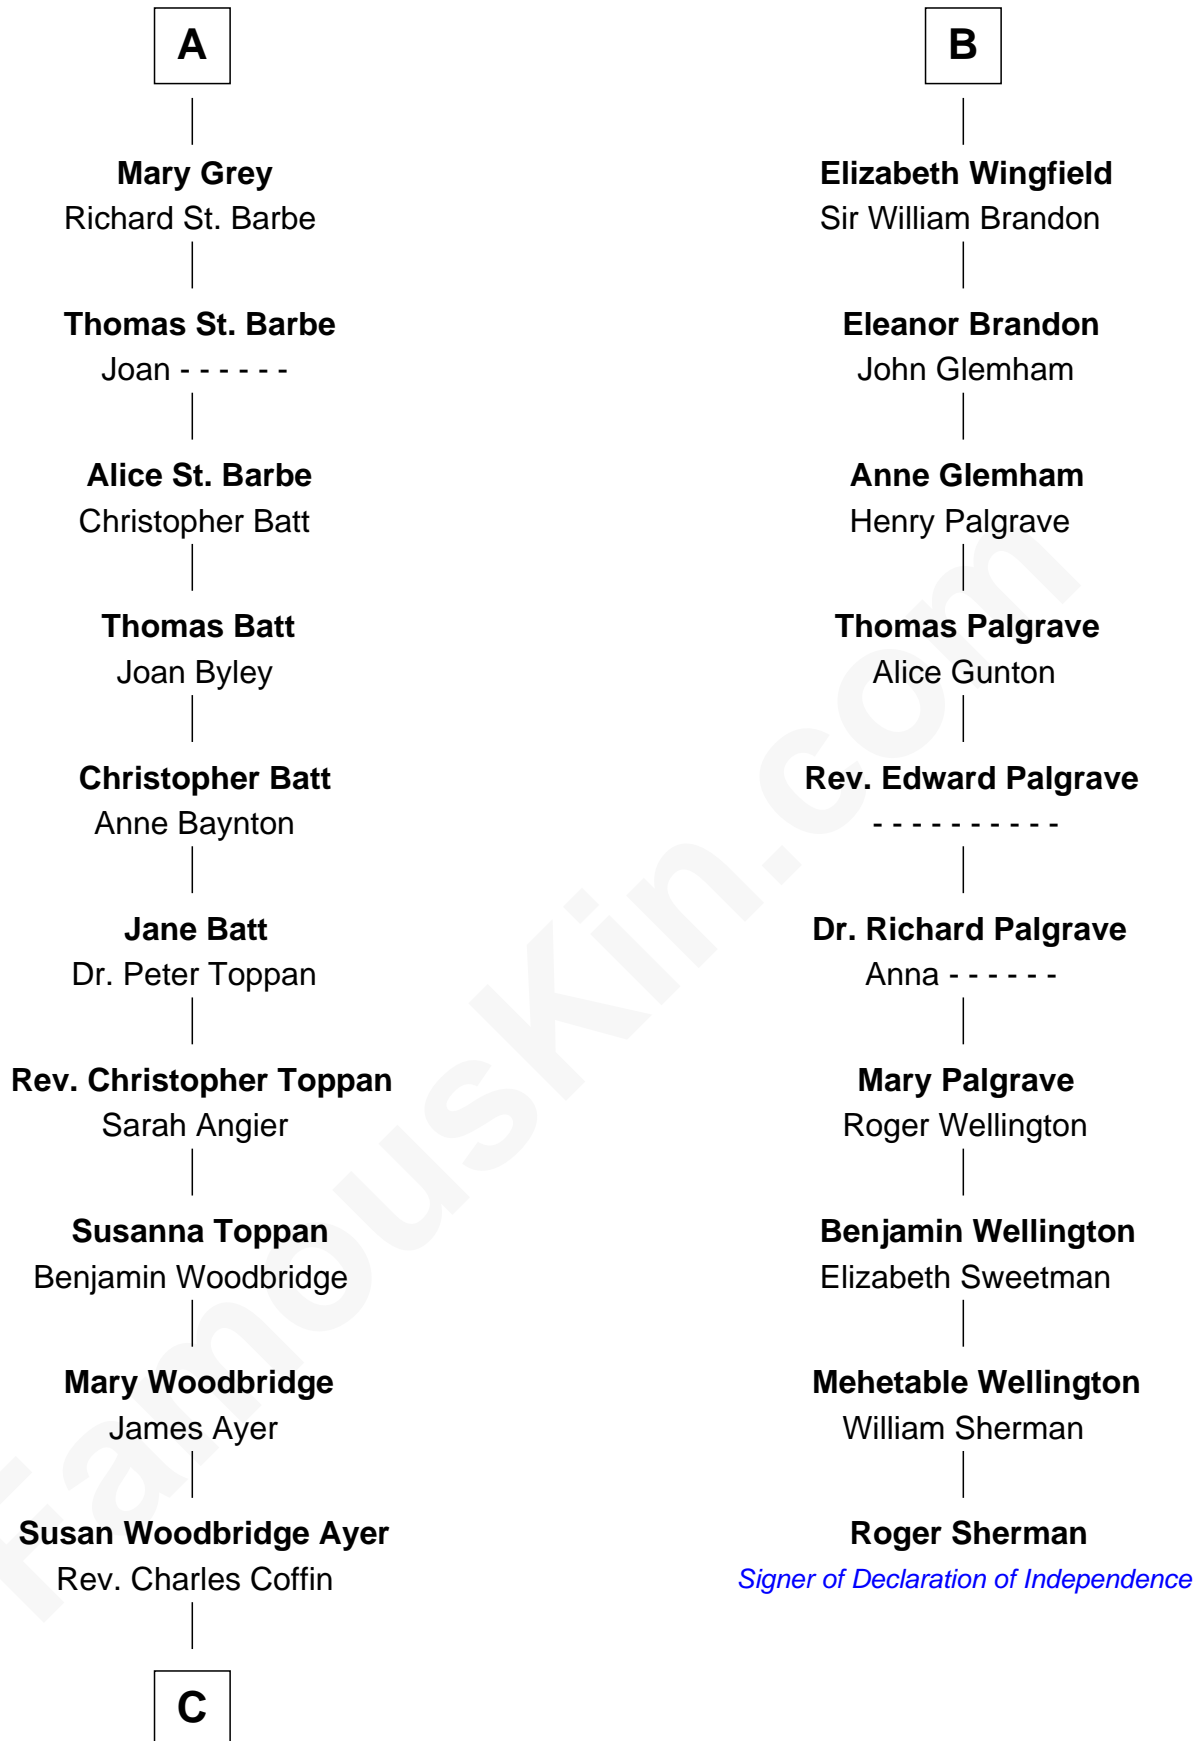 A
Mary Grey
Richard St. Barbe
Thomas St. Barbe
Joan - - - - - -
Alice St. Barbe
Christopher Batt
Thomas Batt
Joan Byley
Christopher Batt
Anne Baynton
Jane Batt
Dr. Peter Toppan
Rev. Christopher Toppan
Sarah Angier
Susanna Toppan
Benjamin Woodbridge
Mary Woodbridge
James Ayer
Susan Woodbridge Ayer
Rev. Charles Coffin
C
B
Elizabeth Wingfield
Sir William Brandon
Eleanor Brandon
John Glemham
Anne Glemham
Henry Palgrave
Thomas Palgrave
Alice Gunton
Rev. Edward Palgrave
- - - - - - - - - -
Dr. Richard Palgrave
Anna - - - - - -
Mary Palgrave
Roger Wellington
Benjamin Wellington
Elizabeth Sweetman
Mehetable Wellington
William Sherman
Roger Sherman
Signer of Declaration of Independence
FamousKin.com